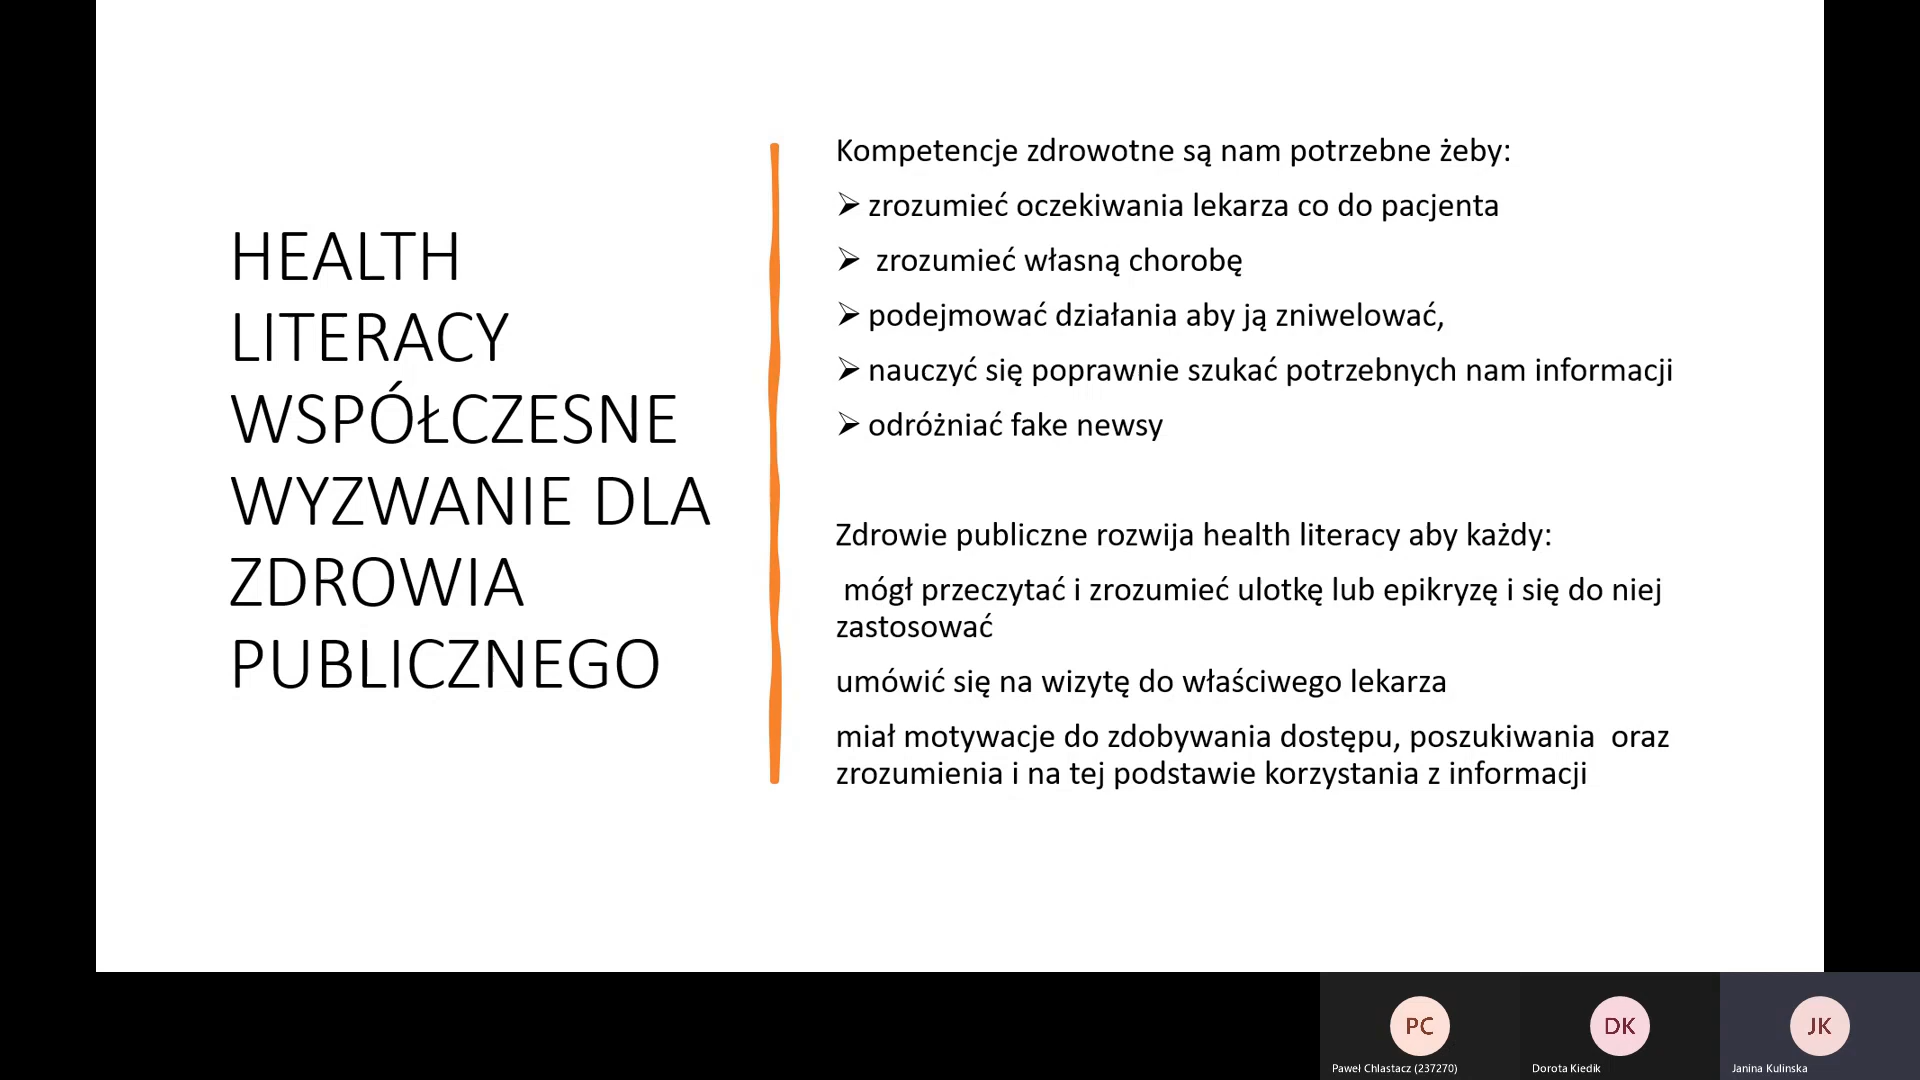 HEALTH
LITERACY
WSPÓŁCZESNE
WYZWANIE DLA
ZDROWIA
PUBLICZNEGO
Kompetencje zdrowotne są nam potrzebne żeby:
➢ zrozumieć oczekiwania lekarza co do pacjenta
➢ zrozumieć własną chorobę
➢ podejmować działania aby ją zniwelować,
➢ nauczyć się poprawnie szukać potrzebnych nam informacji
➢ odróżniać fake newsy
Zdrowie publiczne rozwija health literacy aby każdy:
mógł przeczytać i zrozumieć ulotkę lub epikryzę i się do niej
zastosować
umówić się na wizytę do właściwego lekarza
miał motywacje do zdobywania dostępu, poszukiwania oraz
zrozumienia i na tej podstawie korzystania z informacji
PC
DK
JK
Paweł Chlastacz (237270)
Dorota Kiedik
Janina Kulinska